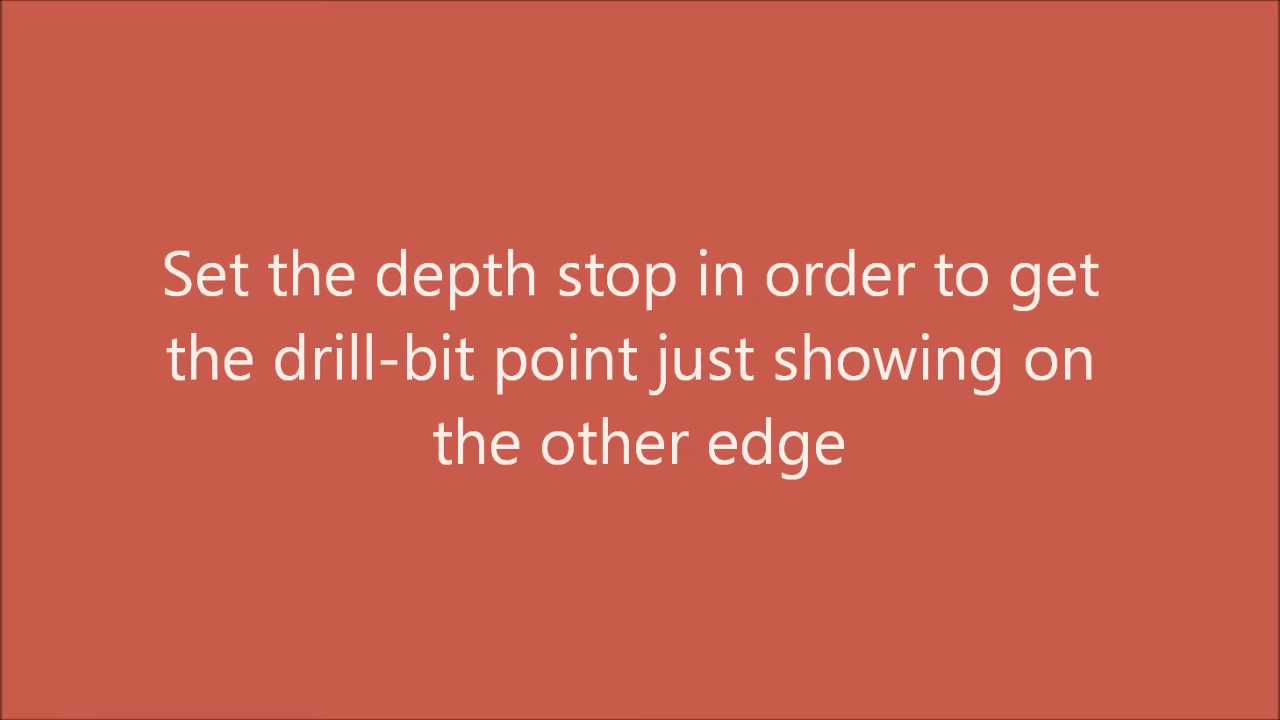 Set the depth stop in order to get
the drill-bit point just showing on
the other edge